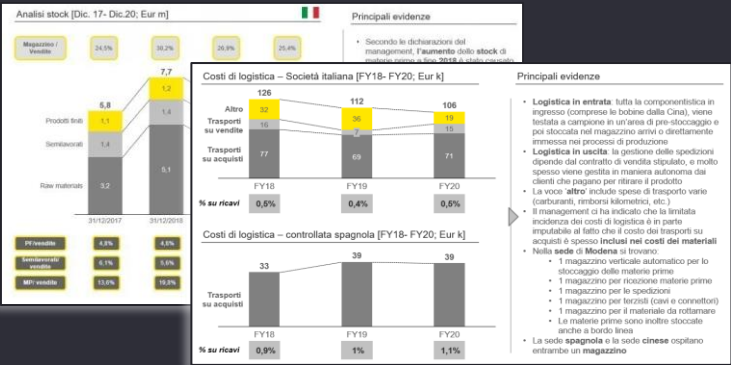 Analisi stock [Dic. 17- Dic.20; Eur m]
Principali evidenze
Magazzino / Vendite
24,5%
30,2%
26,9%
25,4%
• Secondo le dichiarazioni del
management, l'aumento dello stock di
materie prime a fine 2018 è stato causato
5,8
7,7
Prodotti finiti
1,1
1,2
Semilavorati
1,4
1,4
Raw materials
3,2
5,1
31/12/2017
31/12/2018
PF/vendite
4,8%
4,8%
Semilavorati/
vendite
6,1%
5,6%
MP/ vendite
13,6%
19,8%
Costi di logistica – Società italiana [FY18- FY20; Eur k]
126
112
106
Altro
32
36
19
Trasporti
su vendite
16
7
15
Trasporti
su acquisti
77
69
71
FY18
FY19
FY20
% su ricavi
0,5%
0,4%
0,5%
Costi di logistica – controllata spagnola [FY18- FY20; Eur k]
33
39
39
Trasporti
su acquisti
FY18
FY19
FY20
% su ricavi
0,9%
1%
1,1%
Principali evidenze
• Logistica in entrata: tutta la componentistica in
ingresso (comprese le bobine dalla Cina), viene
testata a campione in un'area di pre-stoccaggio e
poi stoccata nel magazzino arrivi o direttamente
immessa nei processi di produzione
• Logistica in uscita: la gestione delle spedizioni
dipende dal contratto di vendita stipulato, e molto
spesso viene gestita in maniera autonoma dai
clienti che pagano per ritirare il prodotto
• La voce 'altro' include spese di trasporto varie
(carburanti, rimborsi kilometrici, etc.)
• Il management ci ha indicato che la limitata
incidenza dei costi di logistica è in parte
imputabile al fatto che il costo dei trasporti su
acquisti è spesso inclusi nei costi dei materiali
• Nella sede di Modena si trovano:
• 1 magazzino verticale automatico per lo
stoccaggio delle materie prime
• 1 magazzino per ricezione materie prime
• 1 magazzino per le spedizioni
• 1 magazzino per terzisti (cavi e connettori)
• 1 magazzino per il materiale da rottamare
• Le materie prime sono inoltre stoccate
anche a bordo linea
• La sede spagnola e la sede cinese ospitano
entrambe un magazzino